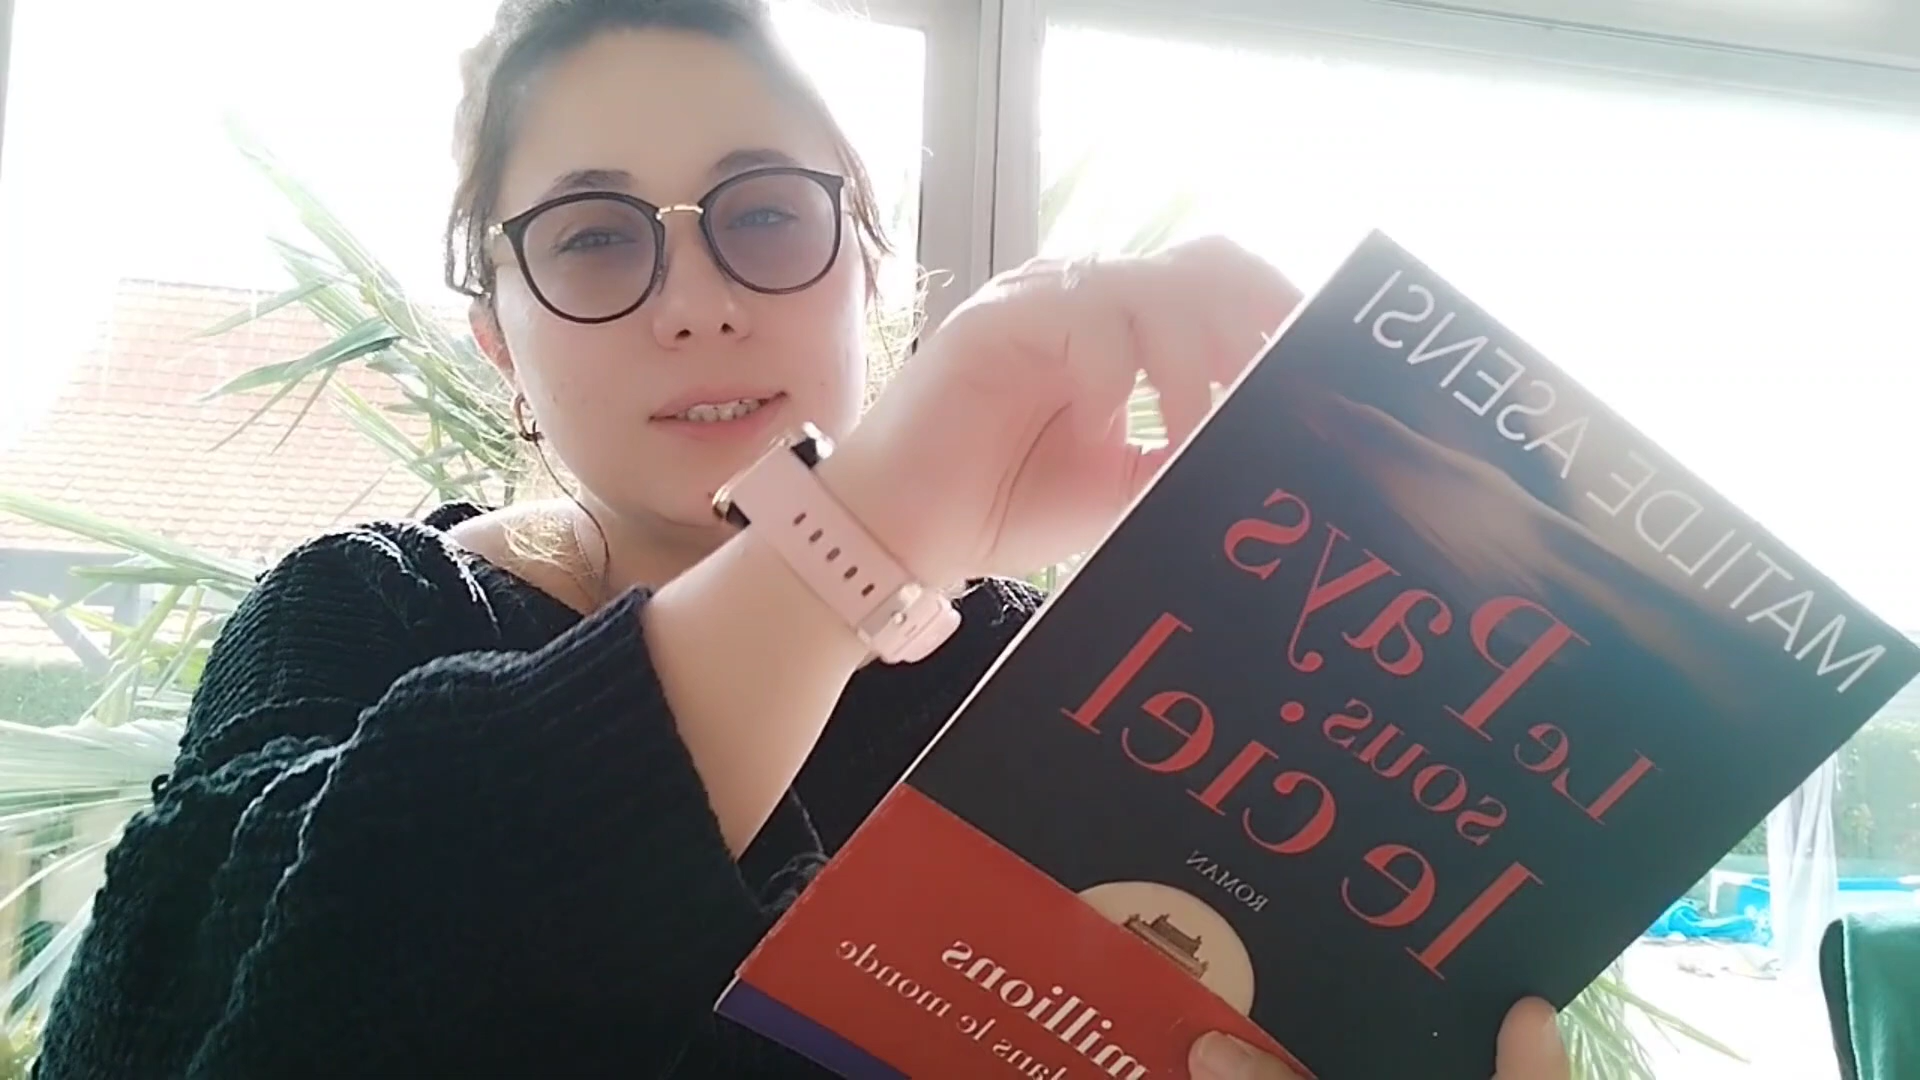 MATILDE ASENSI
Le Pays
sous
le ciel
ROMAN
millions
dans le monde